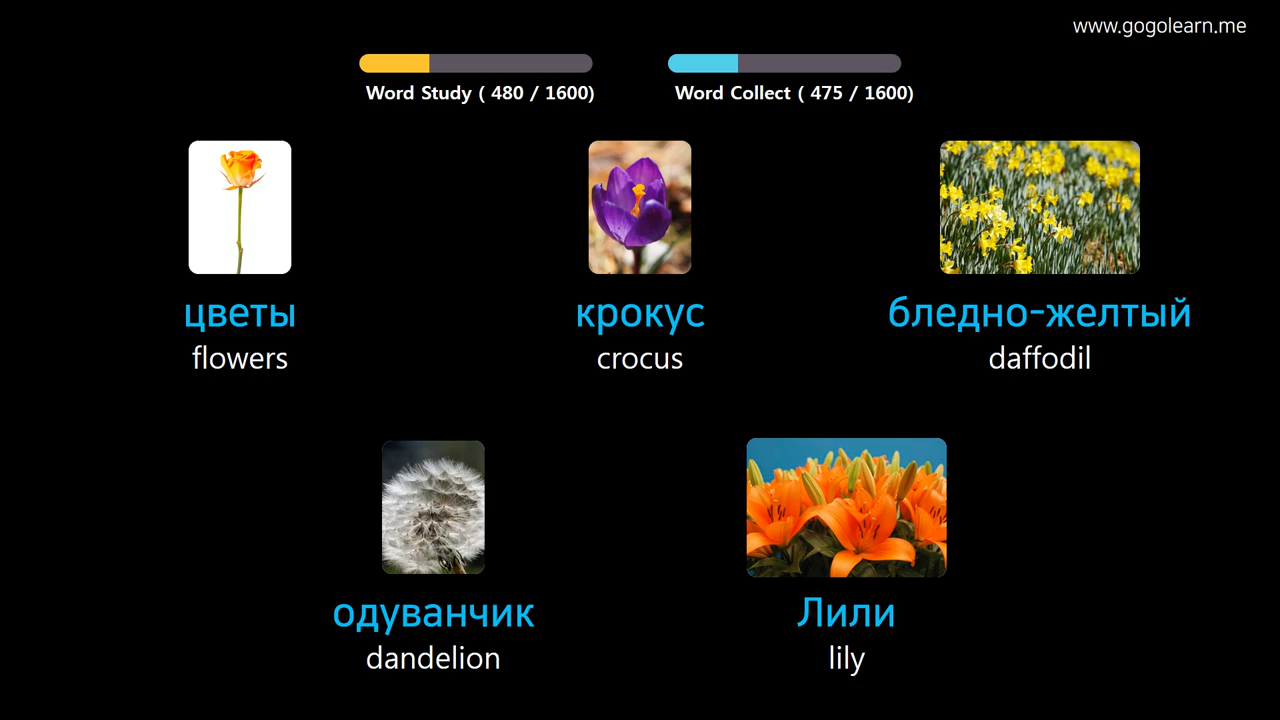 www.gogolearn.me
Word Study ( 480 / 1600)
Word Collect ( 475 / 1600)
цветы
flowers
крокус
crocus
бледно-желтый
daffodil
одуванчик
dandelion
Лили
lily